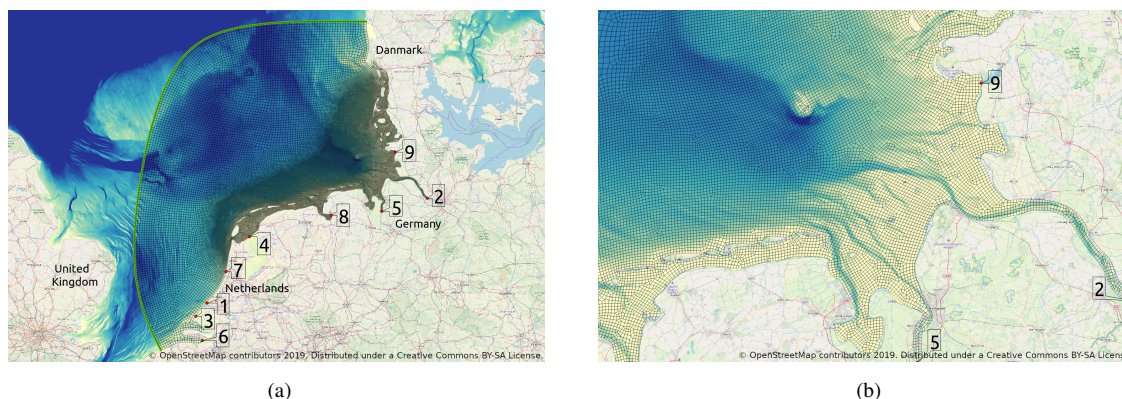 Danmark
9
2
5
8
Germany
4
United
Kingdom
7
Netherlands
1
3
6
© OpenStreetMap contributors 2019. Distributed under a Creative Commons BY-SA License.
(a)
9
2
5
© OpenStreetMap contributors 2019. Distributed under a Creative Commons BY-SA License.
(b)